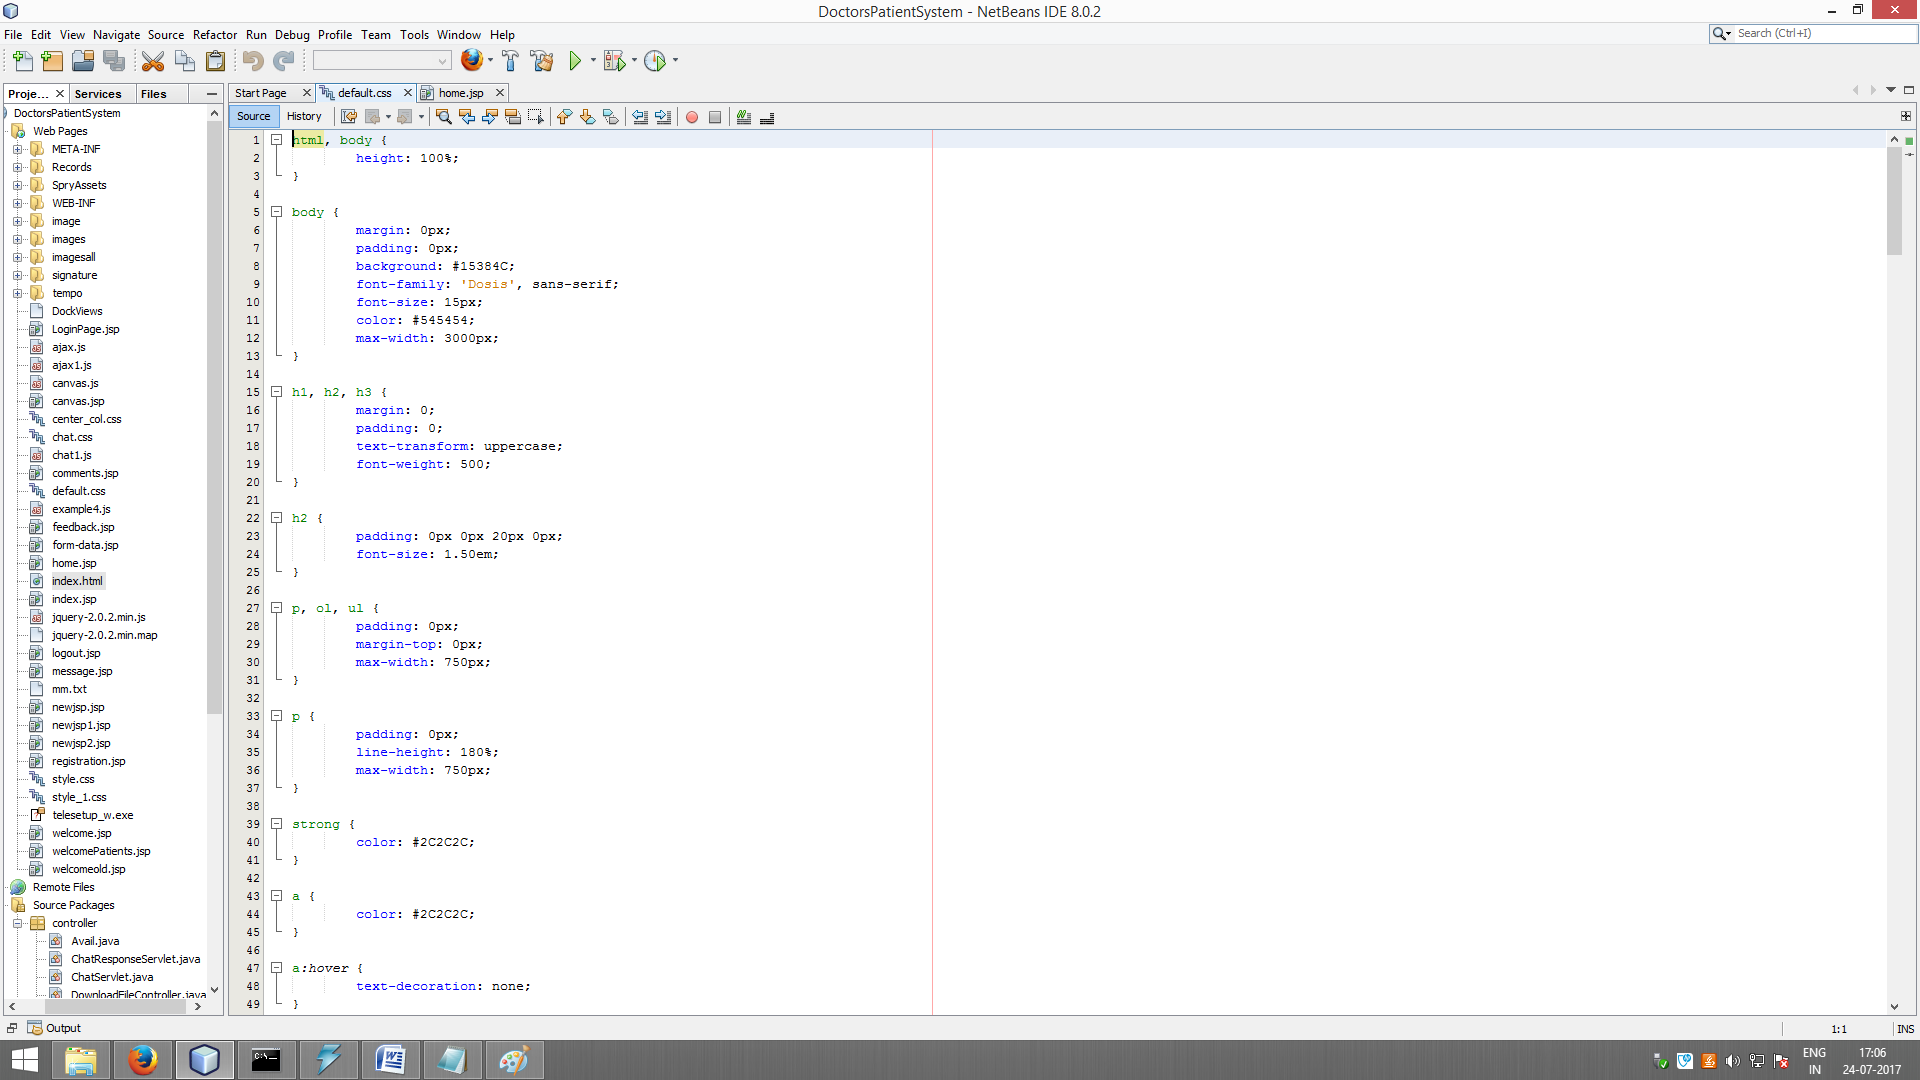 DoctorsPatientSystem - NetBeans IDE 8.0.2
File Edit View Navigate Source Refactor Run Debug Profile Team Tools Window Help
Search (Ctrl+I)
Proje... Services Files
Start Page default.css home.jsp
Source History
DoctorsPatientSystem
Web Pages
META-INF
Records
SpryAssets
WEB-INF
image
images
imagesall
signature
tempo
DockViews
LoginPage.jsp
ajax.js
ajax1.js
canvas.js
canvas.jsp
center_col.css
chat.css
chat1.js
comments.jsp
default.css
example4.js
feedback.jsp
form-data.jsp
home.jsp
index.html
index.jsp
jquery-2.0.2.min.js
jquery-2.0.2.min.map
logout.jsp
message.jsp
mm.txt
newjsp.jsp
newjsp1.jsp
newjsp2.jsp
registration.jsp
style.css
style_1.css
telesetup_w.exe
welcome.jsp
welcomePatients.jsp
welcomeold.jsp
Remote Files
Source Packages
controller
Avail.java
ChatResponseServlet.java
ChatServlet.java
DownloadFileController.java
1 html, body {
2 height: 100%;
3 }
4
5 body {
6 margin: 0px;
7 padding: 0px;
8 background: #15384C;
9 font-family: 'Dosis', sans-serif;
10 font-size: 15px;
11 color: #545454;
12 max-width: 3000px;
13 }
14
15 h1, h2, h3 {
16 margin: 0;
17 padding: 0;
18 text-transform: uppercase;
19 font-weight: 500;
20 }
21
22 h2 {
23 padding: 0px 0px 20px 0px;
24 font-size: 1.50em;
25 }
26
27 p, ol, ul {
28 padding: 0px;
29 margin-top: 0px;
30 max-width: 750px;
31 }
32
33 p {
34 padding: 0px;
35 line-height: 180%;
36 max-width: 750px;
37 }
38
39 strong {
40 color: #2C2C2C;
41 }
42
43 a {
44 color: #2C2C2C;
45 }
46
47 a:hover {
48 text-decoration: none;
49 }
Output
1:1 INS
ENG
IN
17:06
24-07-2017